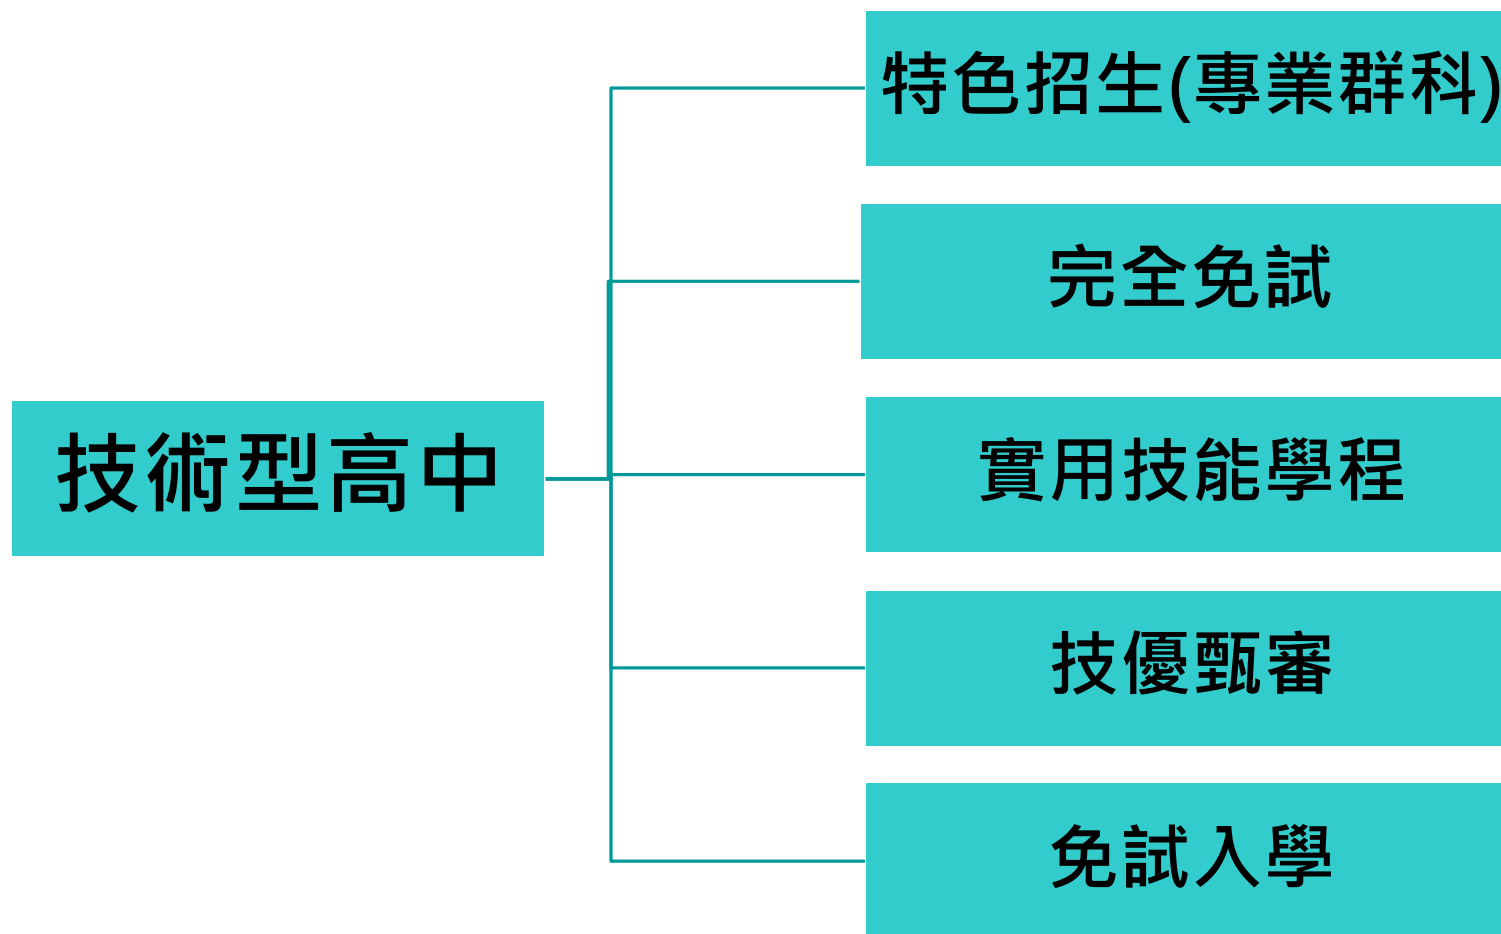 技術型高中
特色招生(專業群科)
完全免試
實用技能學程
技優甄審
免試入學